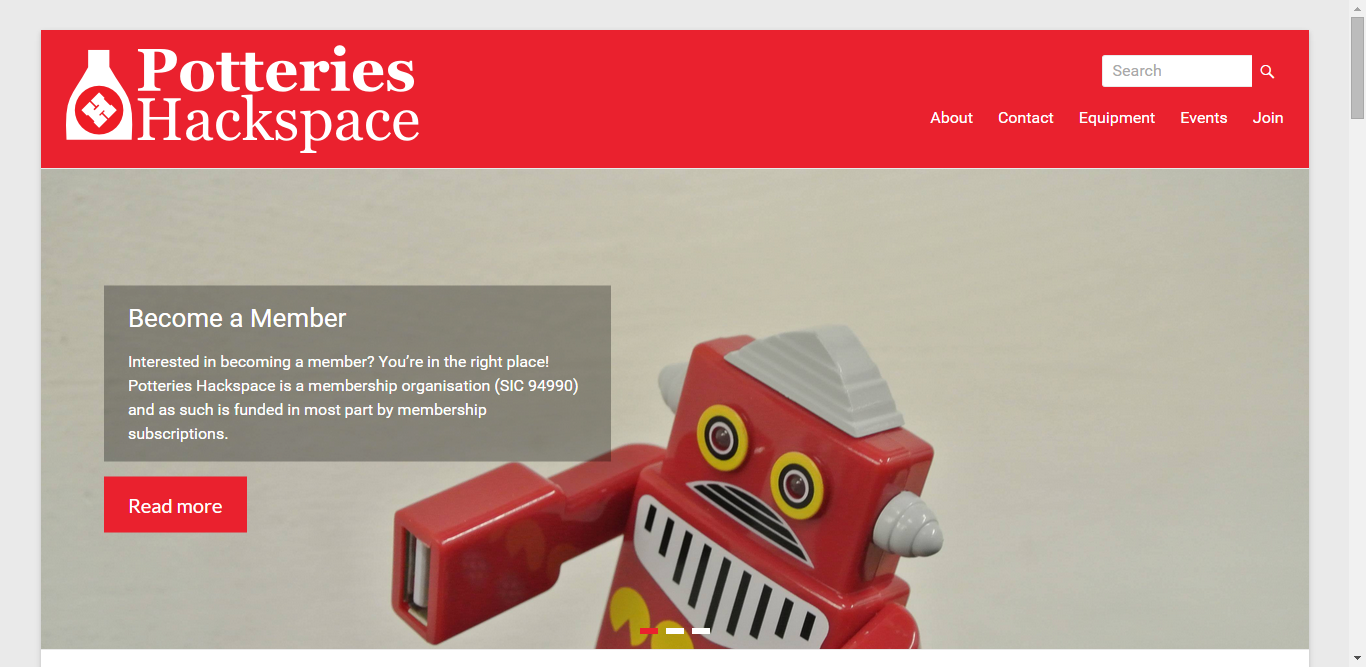 Potteries
Hackspace
Search
About Contact Equipment Events Join
Become a Member
Interested in becoming a member? You’re in the right place!
Potteries Hackspace is a membership organisation (SIC 94990)
and as such is funded in most part by membership
subscriptions.
Read more